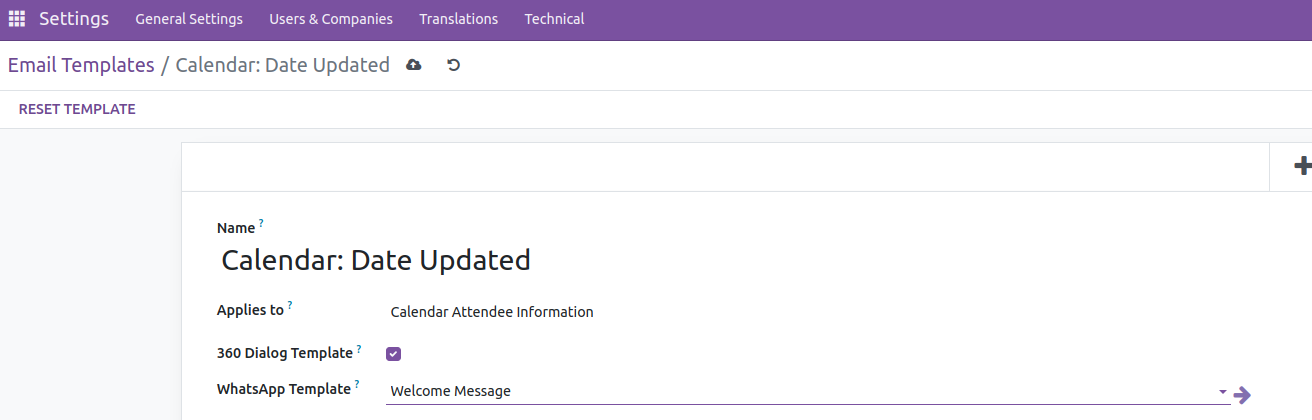 Settings General Settings Users & Companies Translations Technical
Email Templates / Calendar: Date Updated
RESET TEMPLATE
Name ?
Calendar: Date Updated
Applies to ? Calendar Attendee Information
360 Dialog Template ?
WhatsApp Template ? Welcome Message